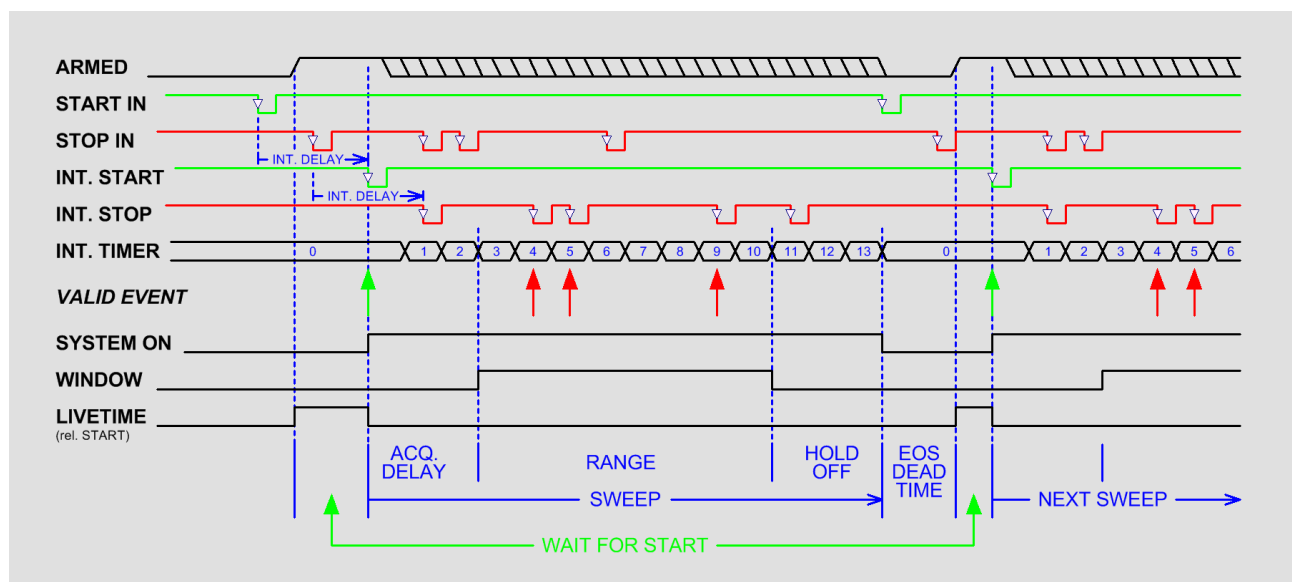 ARMED
START IN
STOP IN
INT. DELAY
INT. START
INT. DELAY
INT. STOP
INT. TIMER 0 1 2 3 4 5 6 7 8 9 10 11 12 13 0 1 2 3 4 5 6
VALID EVENT
SYSTEM ON
WINDOW
LIVETIME
(rel. START)
ACQ.
DELAY
RANGE
HOLD
OFF
EOS
DEAD
TIME
SWEEP
NEXT SWEEP
WAIT FOR START